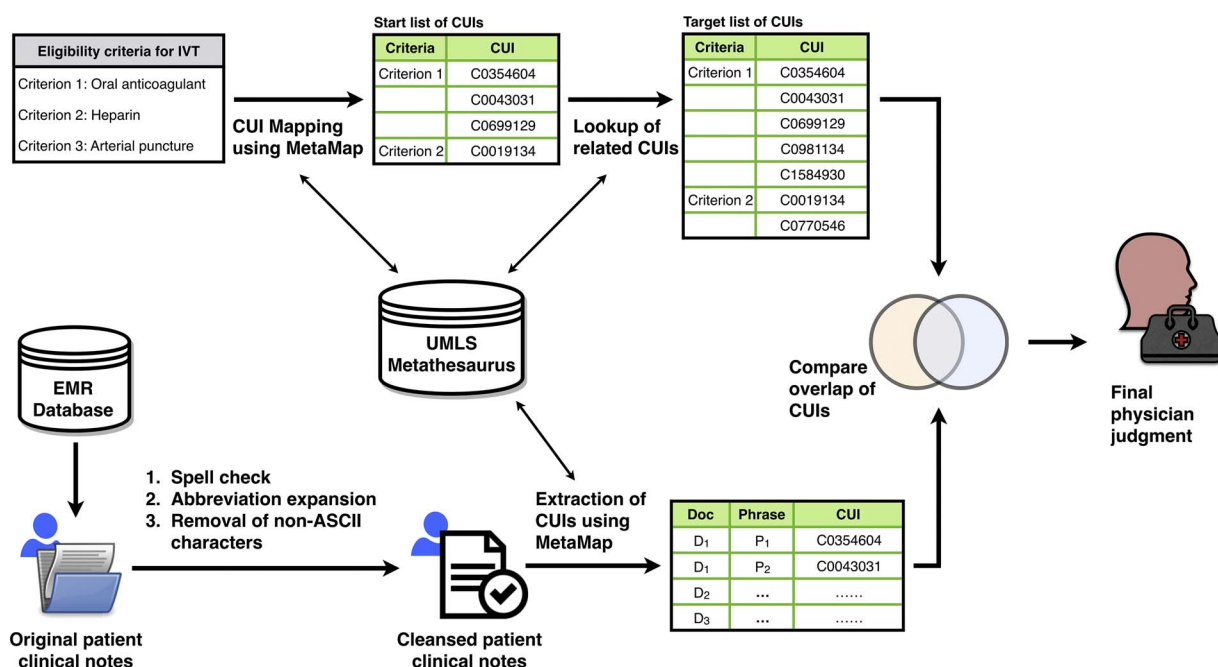 Eligibility criteria for IVT
Criterion 1: Oral anticoagulant
Criterion 2: Heparin
Criterion 3: Arterial puncture
CUI Mapping
using MetaMap
Start list of CUIs
Criteria CUI
Criterion 1 C0354604
C0043031
C0699129
Criterion 2 C0019134
Lookup of
related CUIs
Target list of CUIs
Criteria CUI
Criterion 1 C0354604
C0043031
C0699129
C0981134
C1584930
Criterion 2 C0019134
C0770546
UMLS
Metathesaurus
EMR
Database
Original patient
clinical notes
1. Spell check
2. Abbreviation expansion
3. Removal of non-ASCII
characters
Cleansed patient
clinical notes
Extraction of
CUIs using
MetaMap
Doc Phrase CUI
D1 P1 C0354604
D1 P2 C0043031
D2 ... ......
D3 ... ......
Compare
overlap of
CUIs
Final
physician
judgment